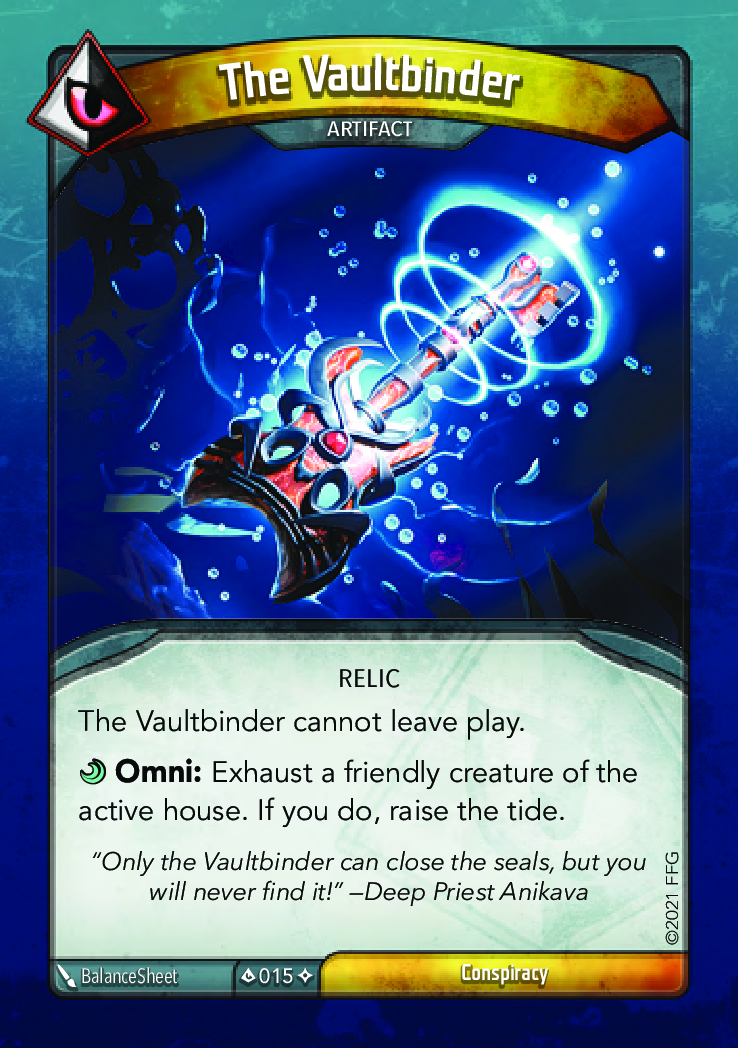 The Vaultbinder
ARTIFACT
RELIC
The Vaultbinder cannot leave play.
Omni: Exhaust a friendly creature of the
active house. If you do, raise the tide.
“Only the Vaultbinder can close the seals, but you
will never find it!” –Deep Priest Anikava
©2021 FFG
BalanceSheet
015
Conspiracy